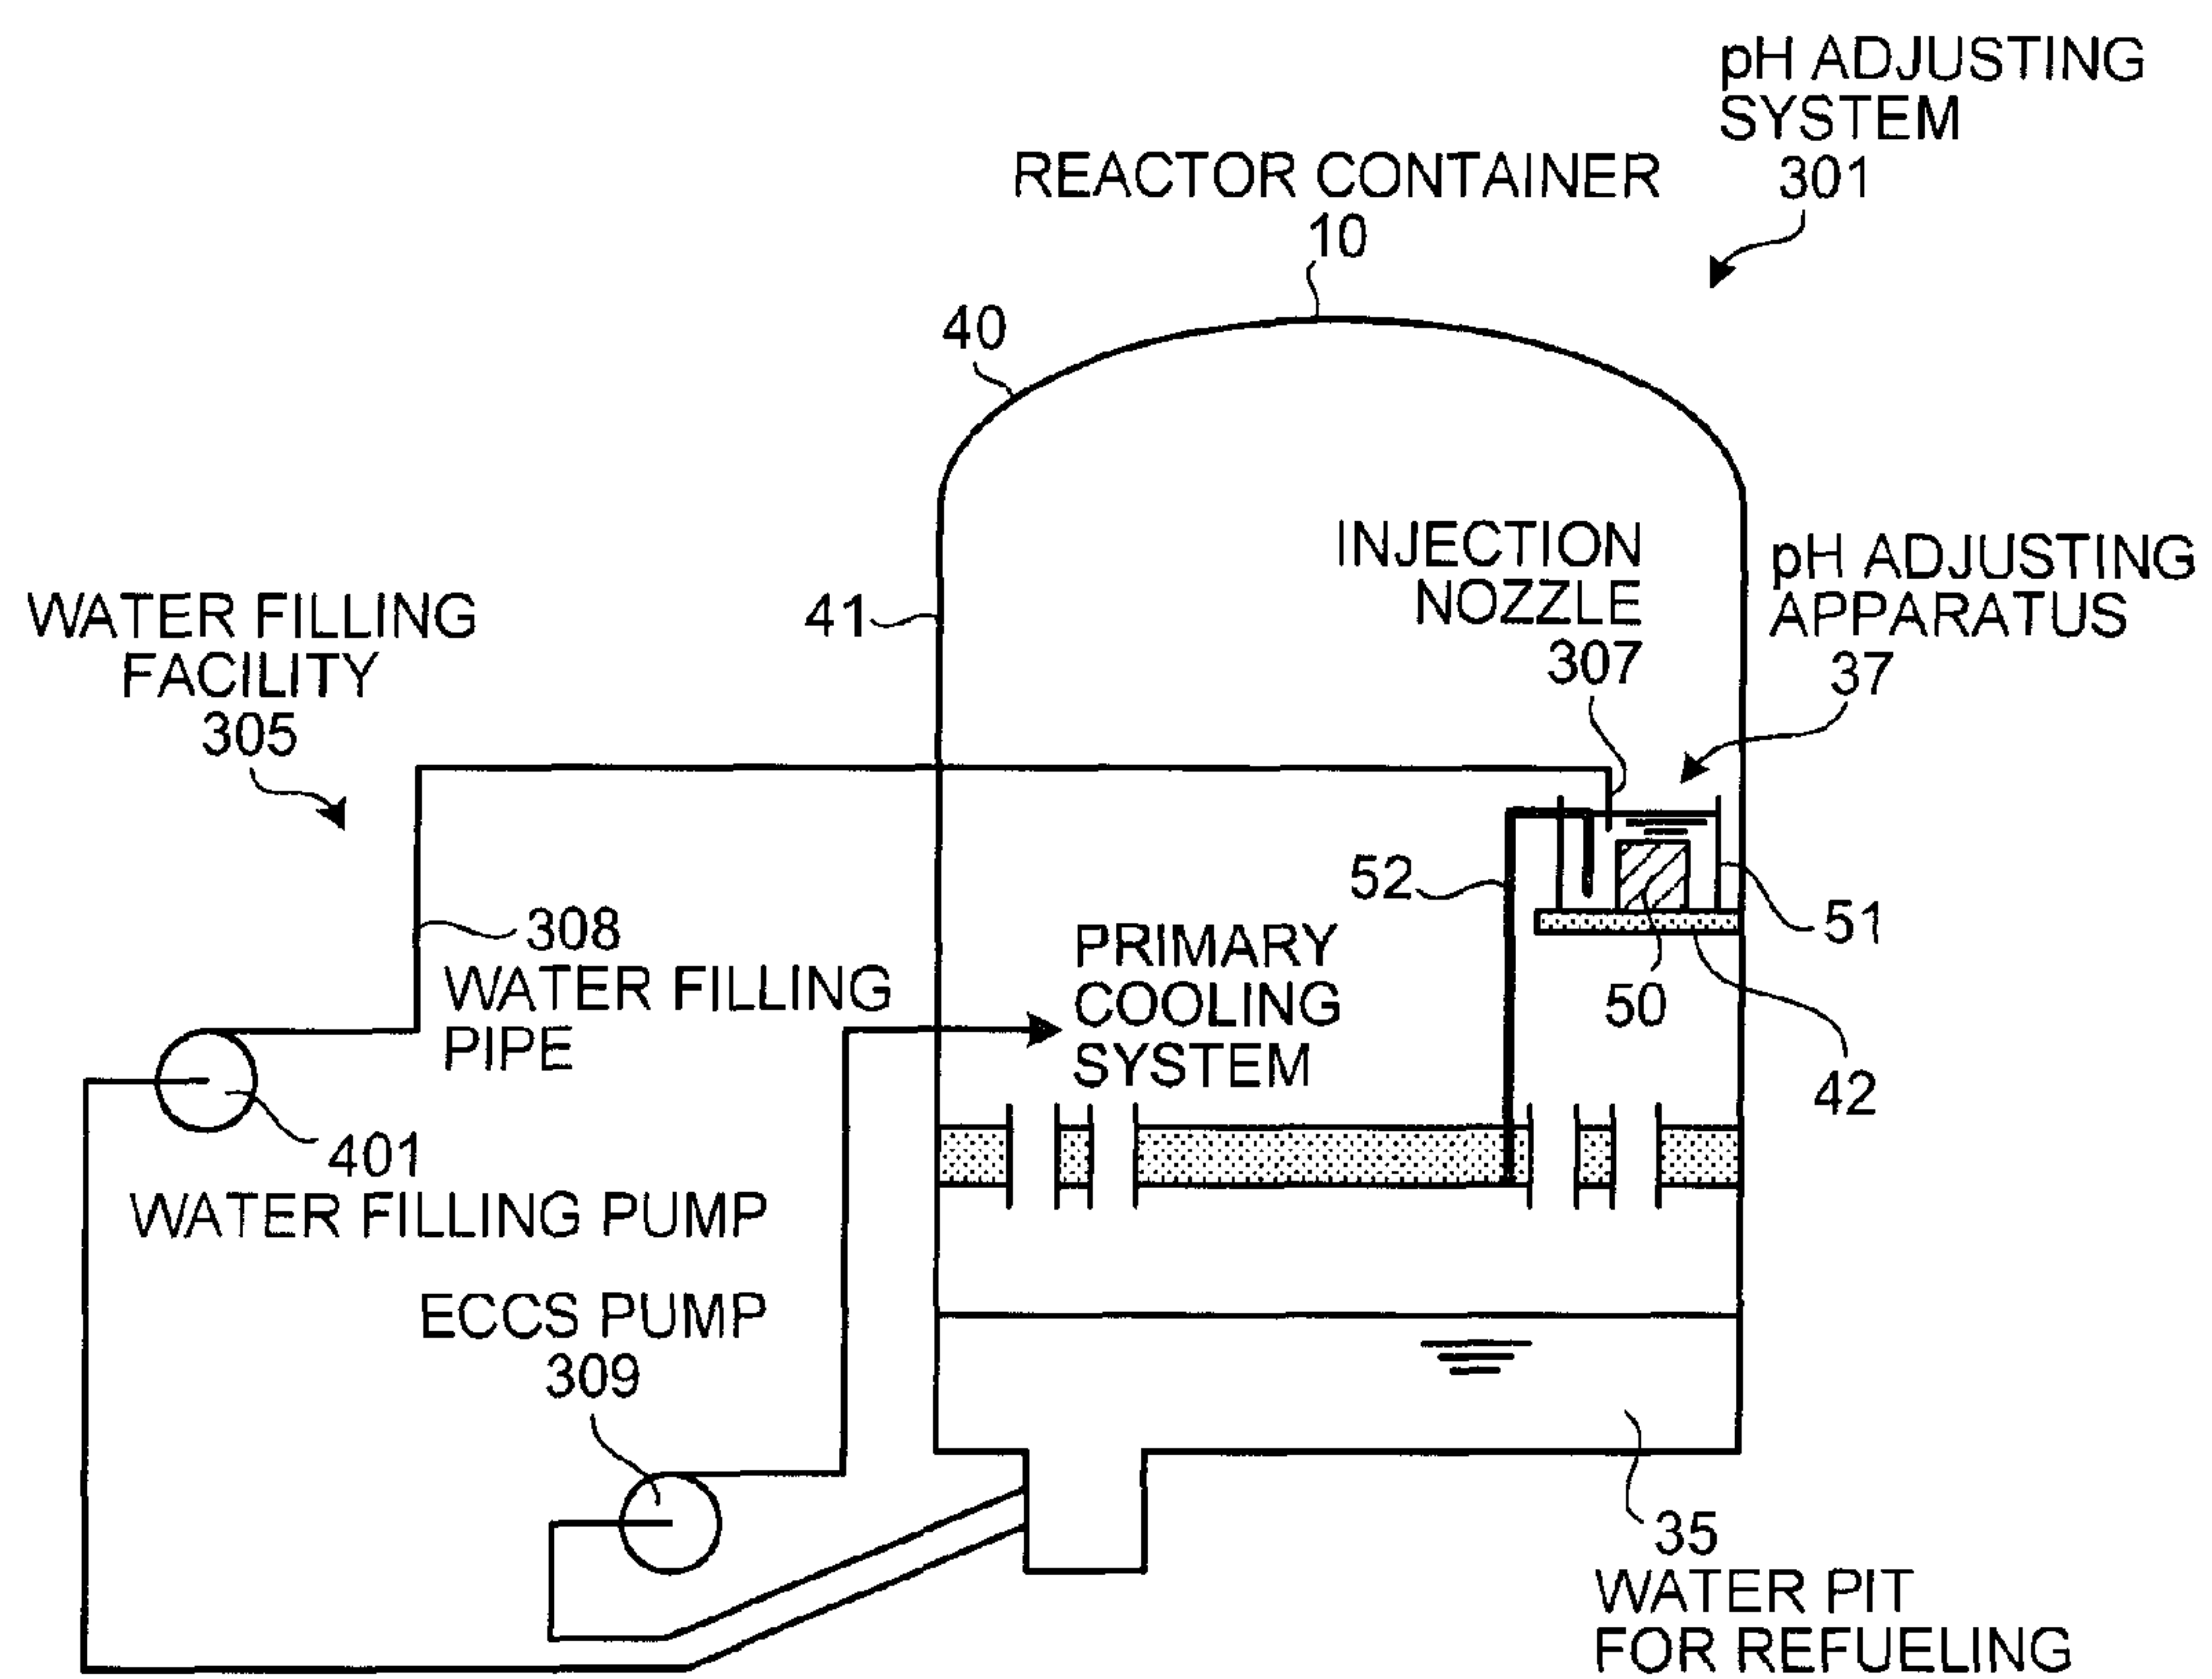 pH ADJUSTING
SYSTEM
301
REACTOR CONTAINER
10
40
INJECTION
NOZZLE
307
pH ADJUSTING
APPARATUS
37
41
WATER FILLING
FACILITY
305
52
51
308
WATER FILLING
PIPE
PRIMARY
COOLING
SYSTEM
50
42
401
WATER FILLING PUMP
ECCS PUMP
309
35
WATER PIT
FOR REFUELING